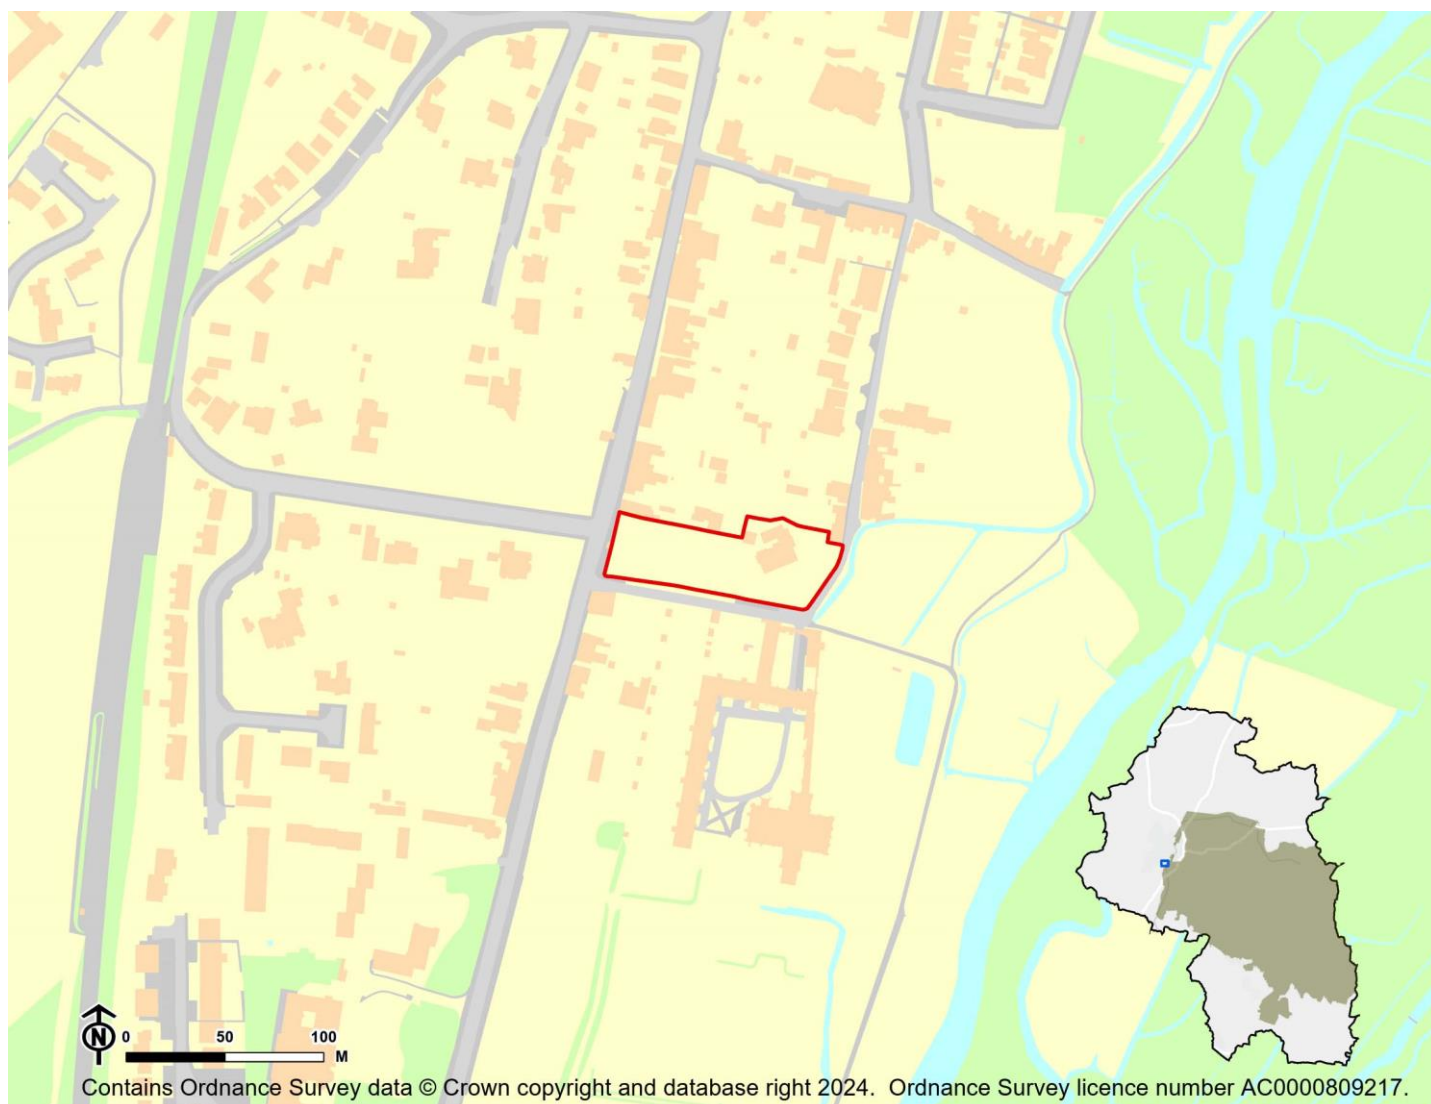 N
0 50 100
M
Contains Ordnance Survey data © Crown copyright and database right 2024. Ordnance Survey licence number AC0000809217.